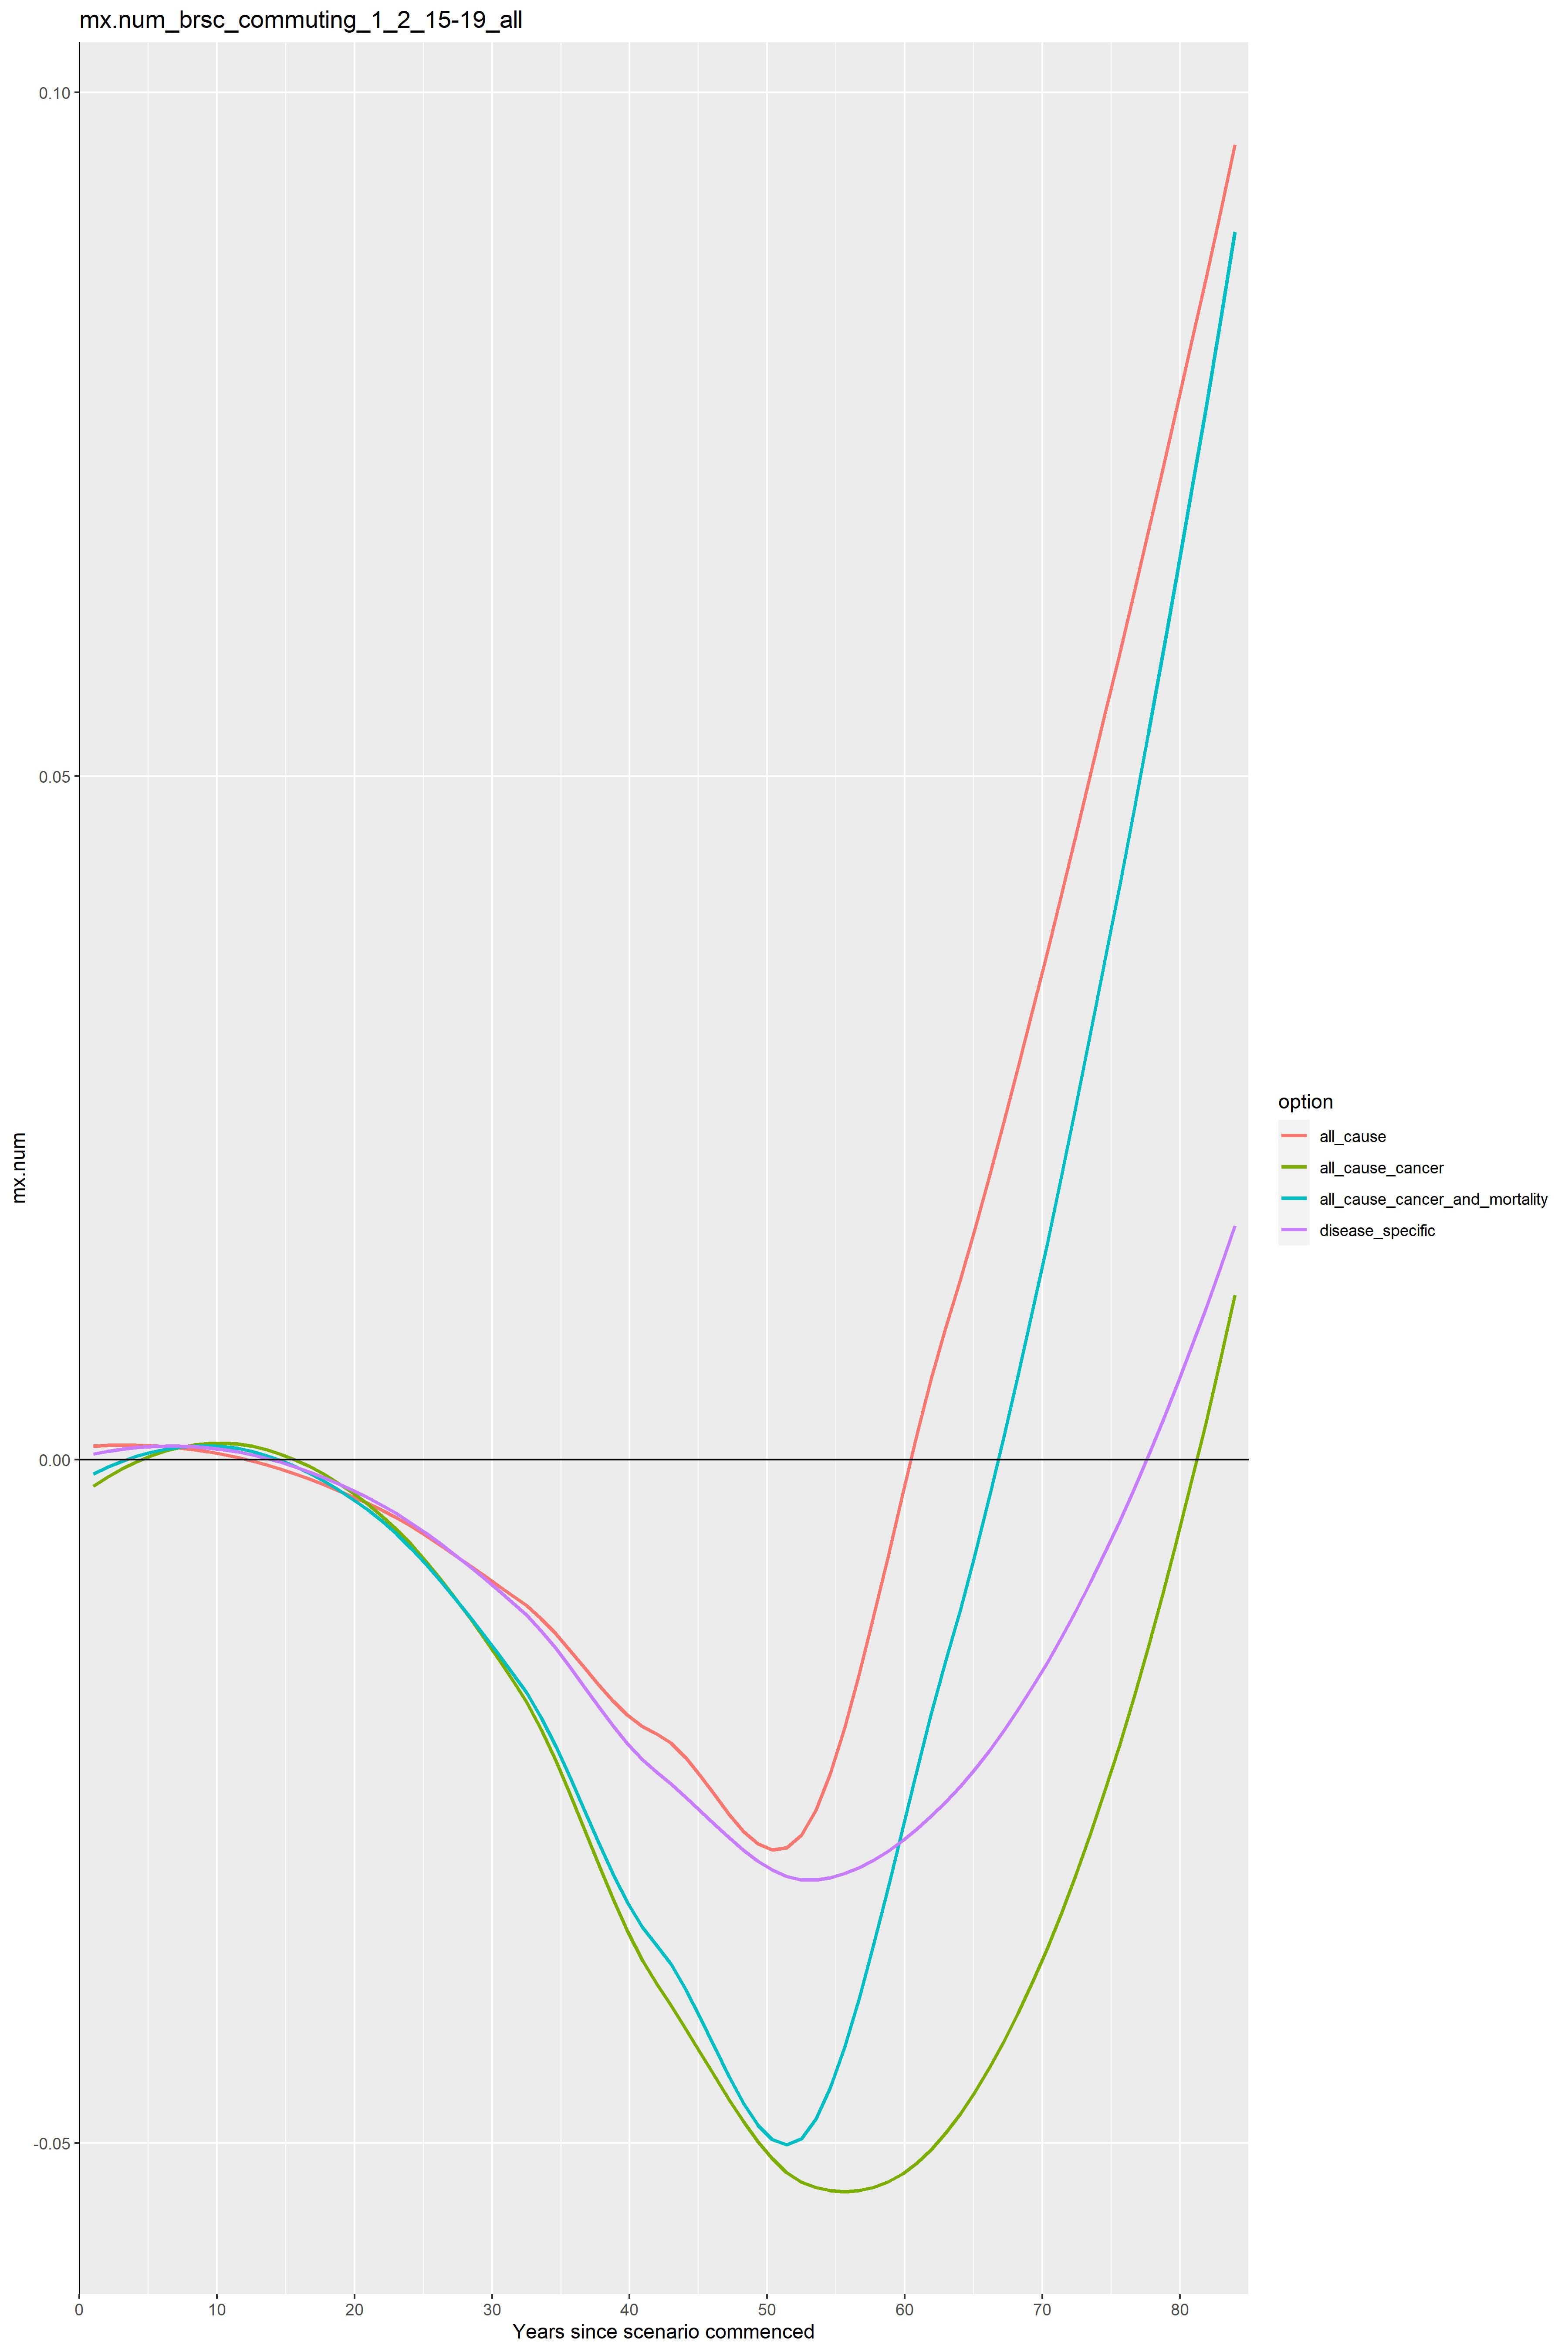 mx.num_brsc_commuting_1_2_15-19_all
0.10
0.05
0.00
-0.05
mx.num
0 10 20 30 40 50 60 70 80
Years since scenario commenced
option
all_cause
all_cause_cancer
all_cause_cancer_and_mortality
disease_specific